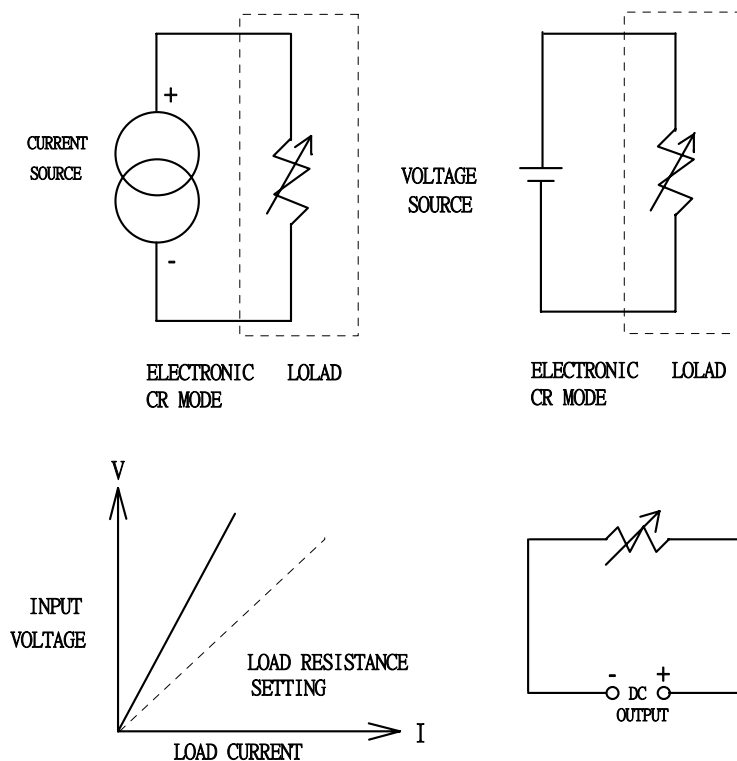 +
CURRENT
SOURCE
-
ELECTRONIC LOLAD
CR MODE
VOLTAGE
SOURCE
ELECTRONIC LOLAD
CR MODE
V
INPUT
VOLTAGE
LOAD RESISTANCE
SETTING
I
LOAD CURRENT
- DC +
OUTPUT